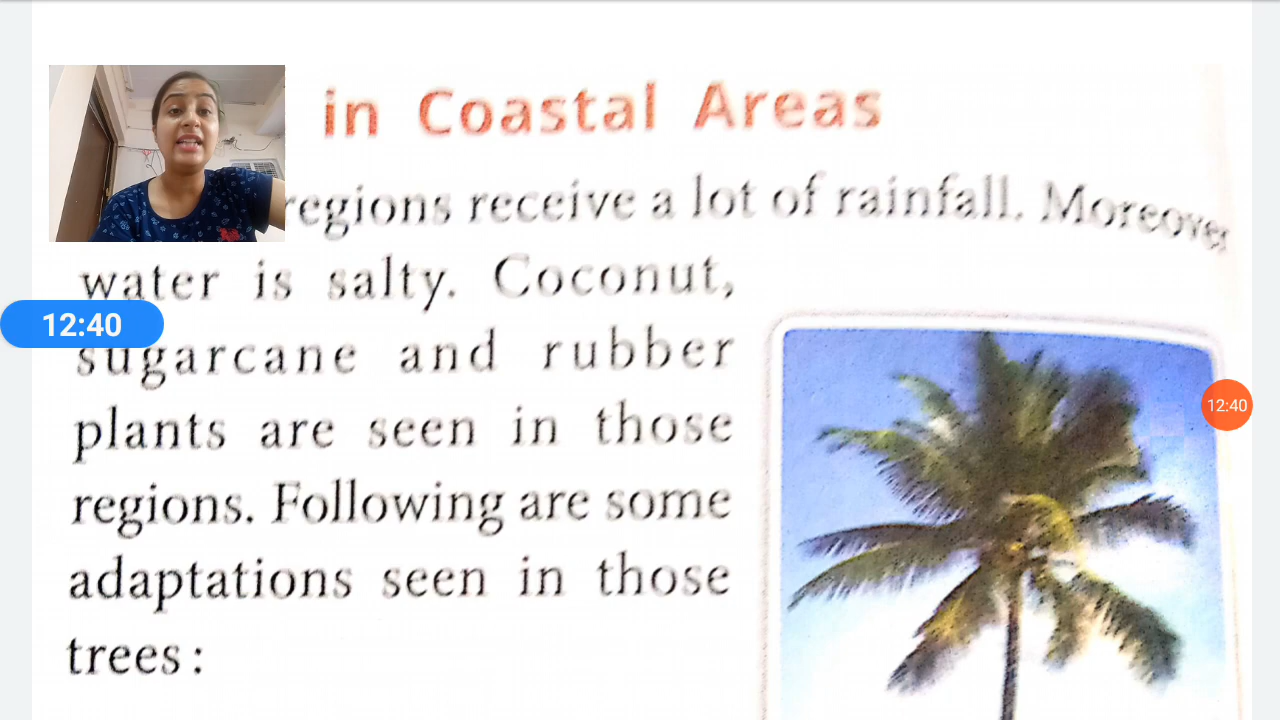 in Coastal Areas
regions receive a lot of rainfall. Moreover
water is salty. Coconut,
12:40
sugarcane and rubber
12:40
plants are seen in those
regions. Following are some
adaptations seen in those
trees :